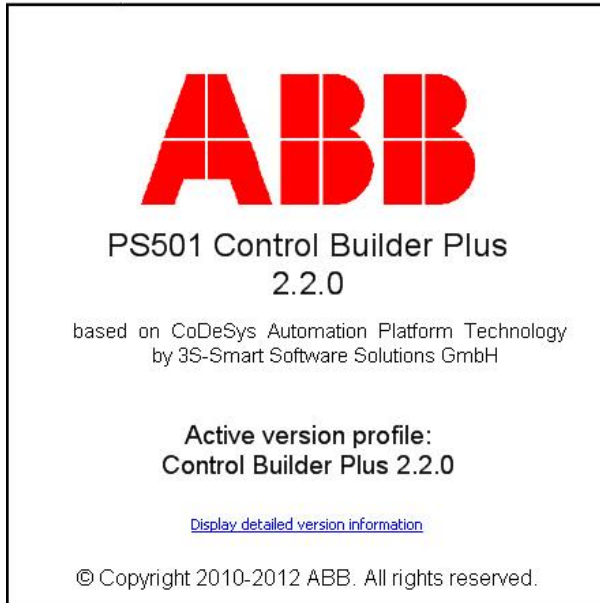 ABB
PS501 Control Builder Plus
2.2.0
based on CoDeSys Automation Platform Technology
by 3S-Smart Software Solutions GmbH
Active version profile:
Control Builder Plus 2.2.0
Display detailed version information
© Copyright 2010-2012 ABB. All rights reserved.